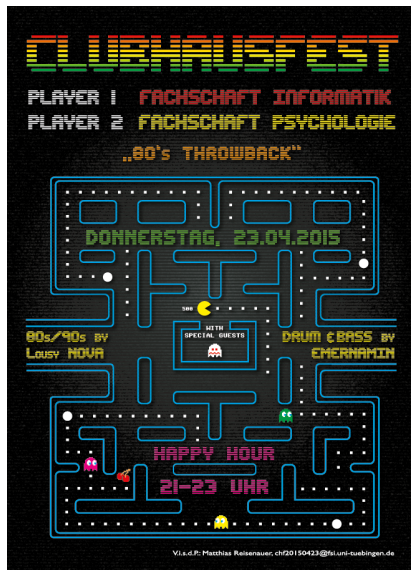 CLUBHAUSFEST
PLAYER 1 FACHSCHAFT INFORMATIK
PLAYER 2 FACHSCHAFT PSYCHOLOGIE
„80's THROWBACK“
DONNERSTAG, 23.04.2015
500
WITH
SPECIAL GUESTS
80s/90s BY
Lousy NOVA
DRUM & BASS BY
EMERNAMIN
HAPPY HOUR
21-23 UHR
V.i.s.d.P.: Matthias Reisenauer, chf20150423@fsi.uni-tuebingen.de